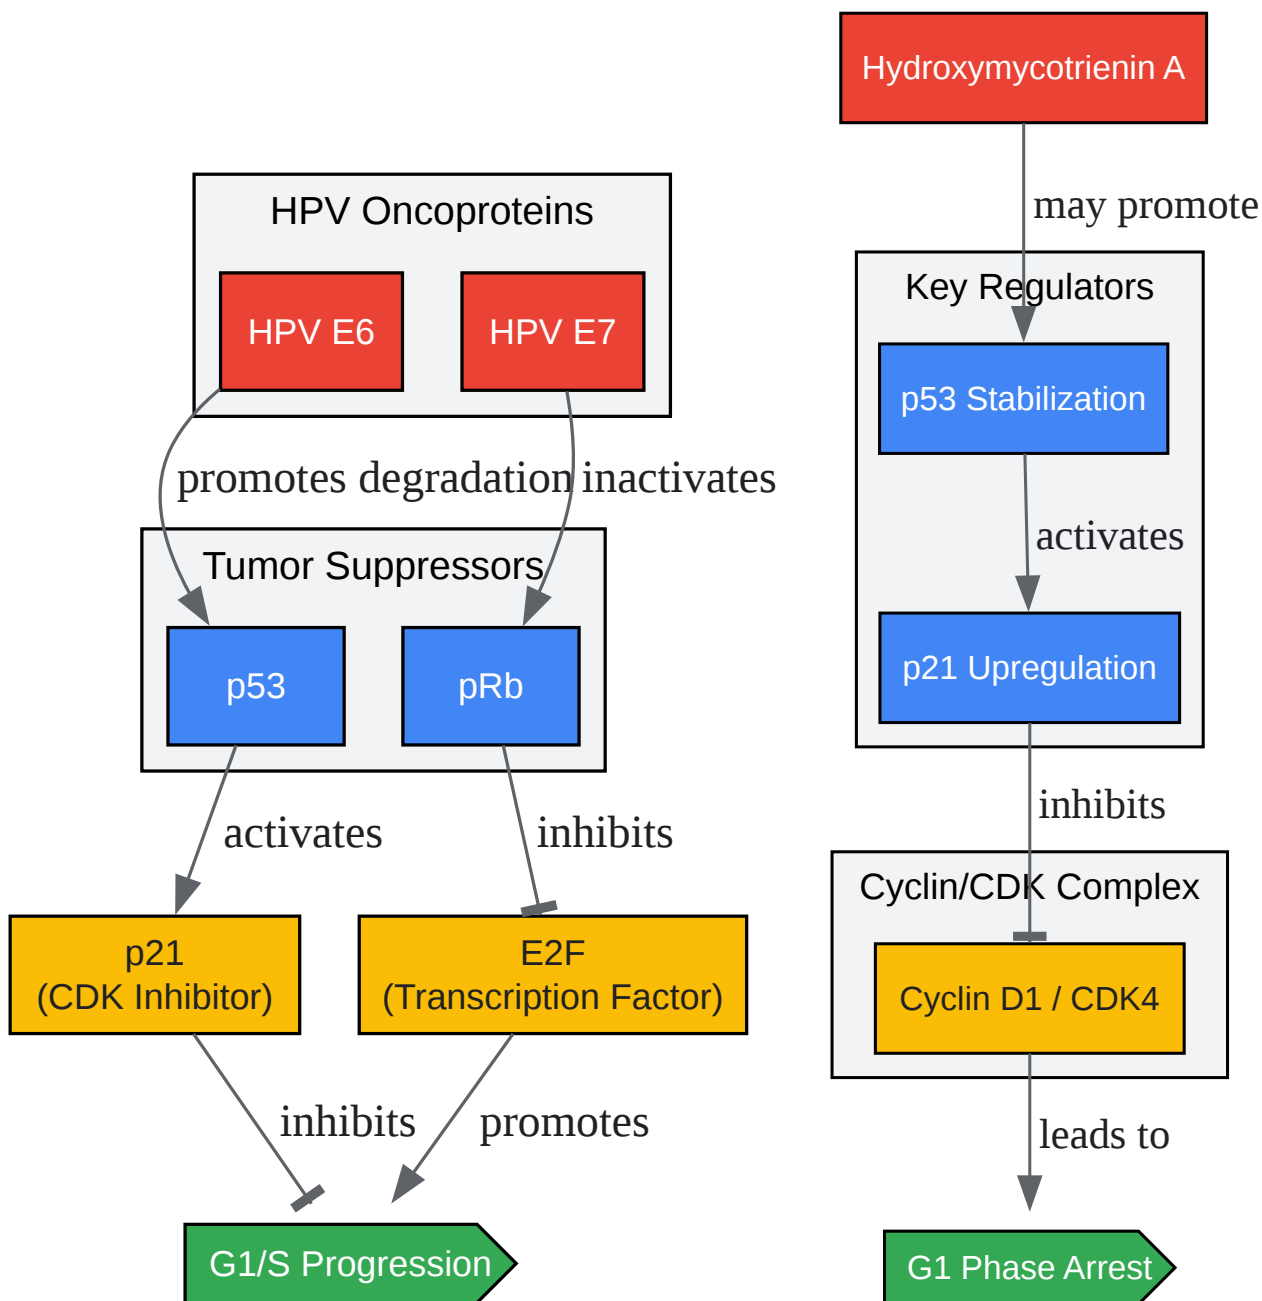 HPV Oncoproteins
HPV E6
HPV E7
promotes degradation
inactivates
Tumor Suppressors
p53
pRb
activates
inhibits
p21
(CDK Inhibitor)
E2F
(Transcription Factor)
inhibits
promotes
G1/S Progression
Hydroxymycotrienin A
may promote
Key Regulators
p53 Stabilization
activates
p21 Upregulation
inhibits
Cyclin/CDK Complex
Cyclin D1 / CDK4
leads to
G1 Phase Arrest